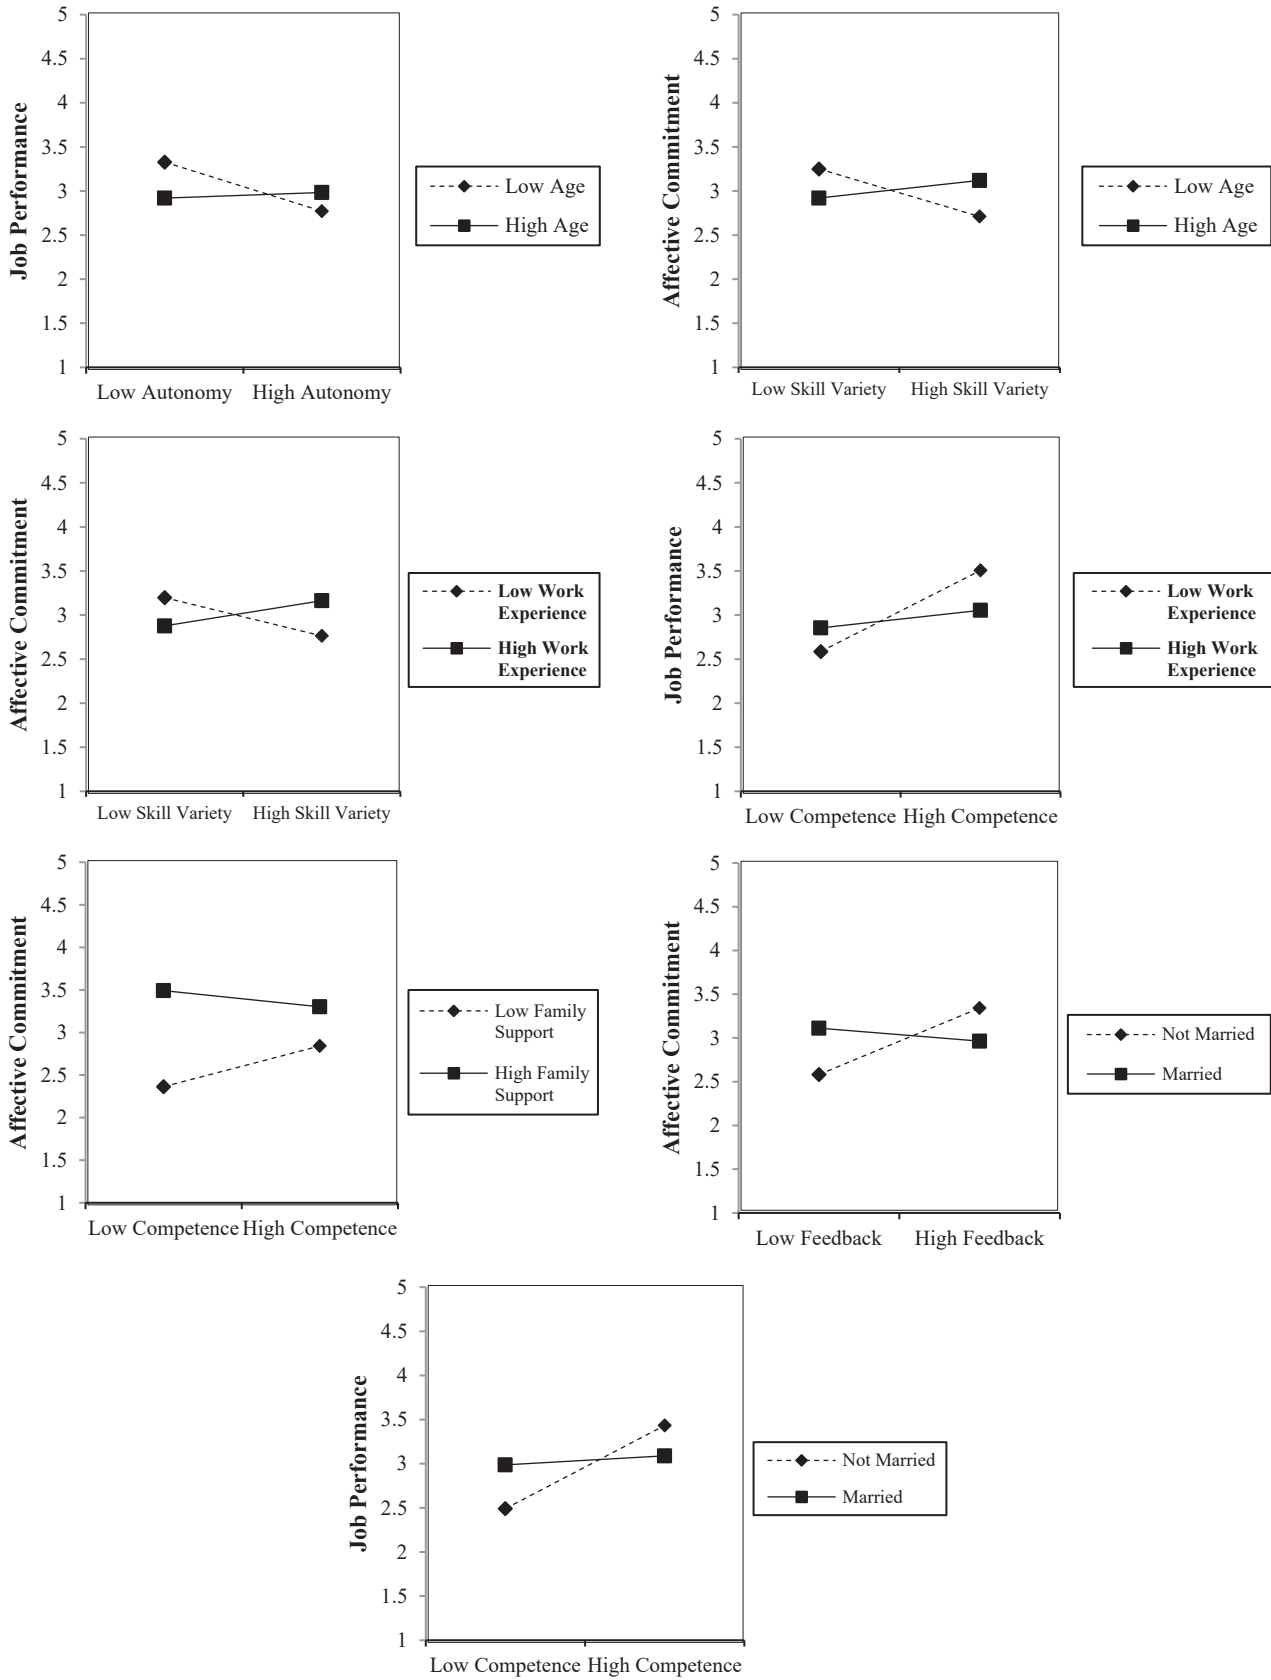 Job Performance
5
4.5
4
3.5
3
2.5
2
1.5
1
Low Autonomy High Autonomy
Low Age
High Age
Affective Commitment
5
4.5
4
3.5
3
2.5
2
1.5
1
Low Skill Variety High Skill Variety
Low Age
High Age
Affective Commitment
5
4.5
4
3.5
3
2.5
2
1.5
1
Low Skill Variety High Skill Variety
Low Work
Experience
High Work
Experience
Job Performance
5
4.5
4
3.5
3
2.5
2
1.5
1
Low Competence High Competence
Low Work
Experience
High Work
Experience
Affective Commitment
5
4.5
4
3.5
3
2.5
2
1.5
1
Low Competence High Competence
Low Family
Support
High Family
Support
Affective Commitment
5
4.5
4
3.5
3
2.5
2
1.5
1
Low Feedback High Feedback
Not Married
Married
Job Performance
5
4.5
4
3.5
3
2.5
2
1.5
1
Low Competence High Competence
Not Married
Married